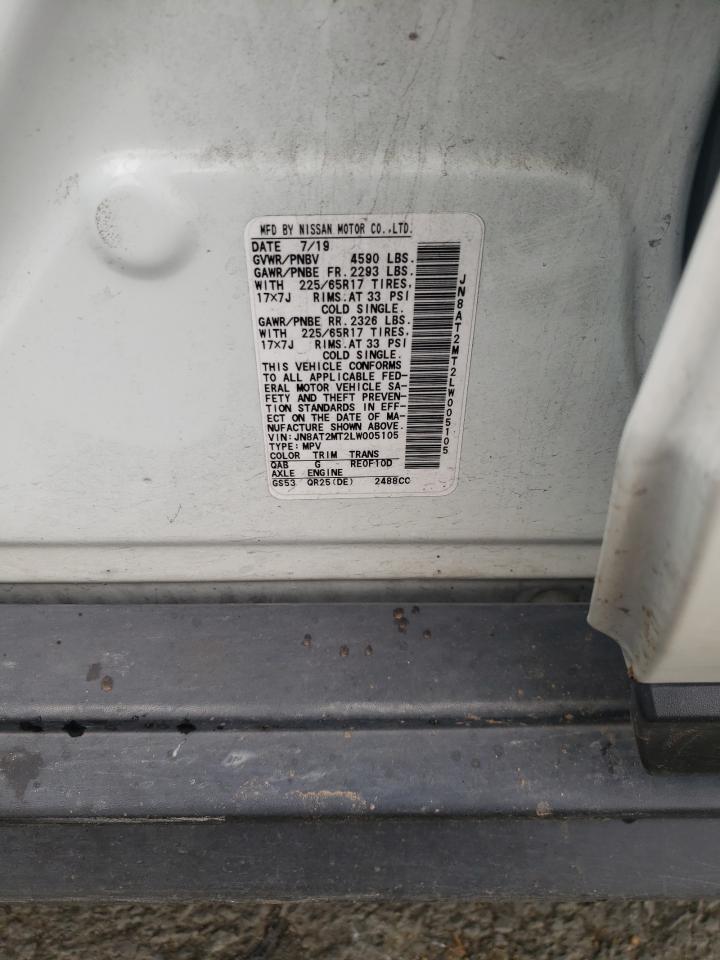 MFD BY NISSAN MOTOR CO.,LTD.
DATE 7/19
GVWR/PNBV 4590 LBS.
GAWR/PNBE FR. 2293 LBS.
WITH 225/65R17 TIRES,
17×7J RIMS.AT 33 PSI
COLD SINGLE.
GAWR/PNBE RR. 2326 LBS.
WITH 225/65R17 TIRES,
17×7J RIMS.AT 33 PSI
COLD SINGLE.
THIS VEHICLE CONFORMS
TO ALL APPLICABLE FED-
ERAL MOTOR VEHICLE SA-
FETY AND THEFT PREVEN-
TION STANDARDS IN EFF-
ECT ON THE DATE OF MA-
NUFACTURE SHOWN ABOVE.
VIN:JN8AT2MT2LW005105
TYPE: MPV
COLOR TRIM TRANS
QAB G RE0F10D
AXLE ENGINE
GS53 QR25(DE) 2488CC
JN8AT2MT2LW005105